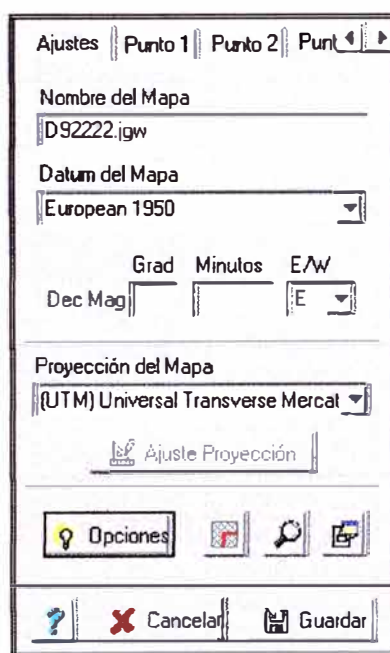 Ajustes Punto 1 Punto 2 Punt
Nombre del Mapa
D92222.jgw
Datum del Mapa
European 1950
Grad Minutos E/W
Dec Mag E
Proyección del Mapa
(UTM) Universal Transverse Mercat
Ajuste Proyección
Opciones
? Cancelar Guardar